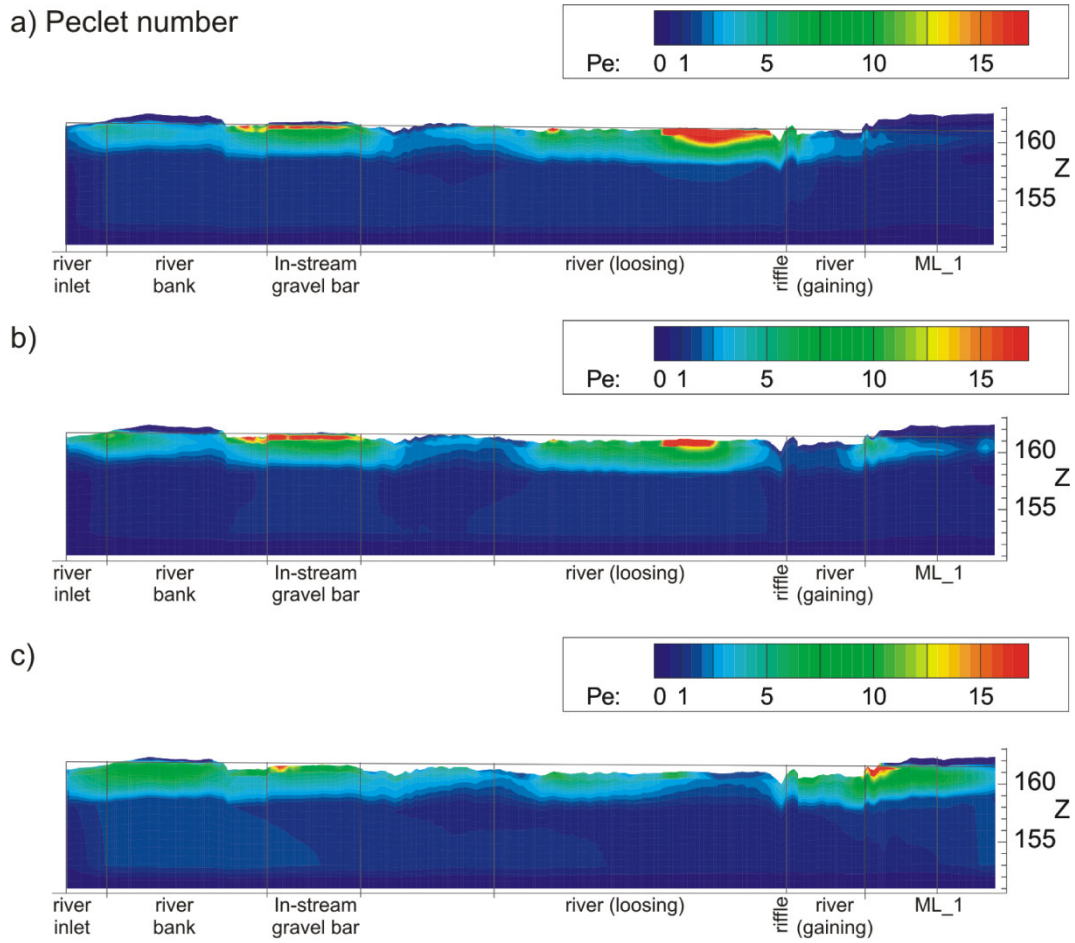 a) Peclet number
Pe: 0 1 5 10 15
160
Z
155
river inlet
river bank
In-stream gravel bar
river (loosing)
riffle
river (gaining)
ML_1
b)
Pe: 0 1 5 10 15
160
Z
155
river inlet
river bank
In-stream gravel bar
river (loosing)
riffle
river (gaining)
ML_1
c)
Pe: 0 1 5 10 15
160
Z
155
river inlet
river bank
In-stream gravel bar
river (loosing)
riffle
river (gaining)
ML_1